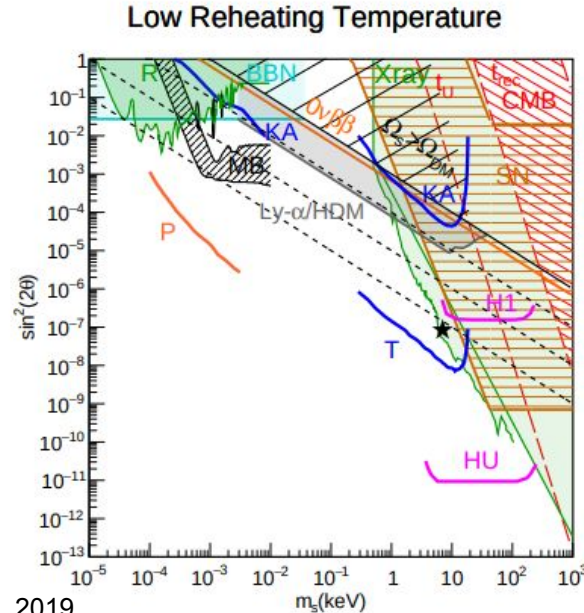 Low Reheating Temperature
1
10⁻¹
10⁻²
10⁻³
10⁻⁴
10⁻⁵
10⁻⁶
10⁻⁷
10⁻⁸
10⁻⁹
10⁻¹⁰
10⁻¹¹
10⁻¹²
10⁻¹³
sin²(2θ)
R
BBN
Xray
t_U
t_rec
CMB
0νββ
Ω_s>Ω_DM
KA
MB
KA
SN
Ly-α/HDM
P
H1
T
HU
10⁻⁵ 10⁻⁴ 10⁻³ 10⁻² 10⁻¹ 1 10 10² 10³
m_s(keV)
2019